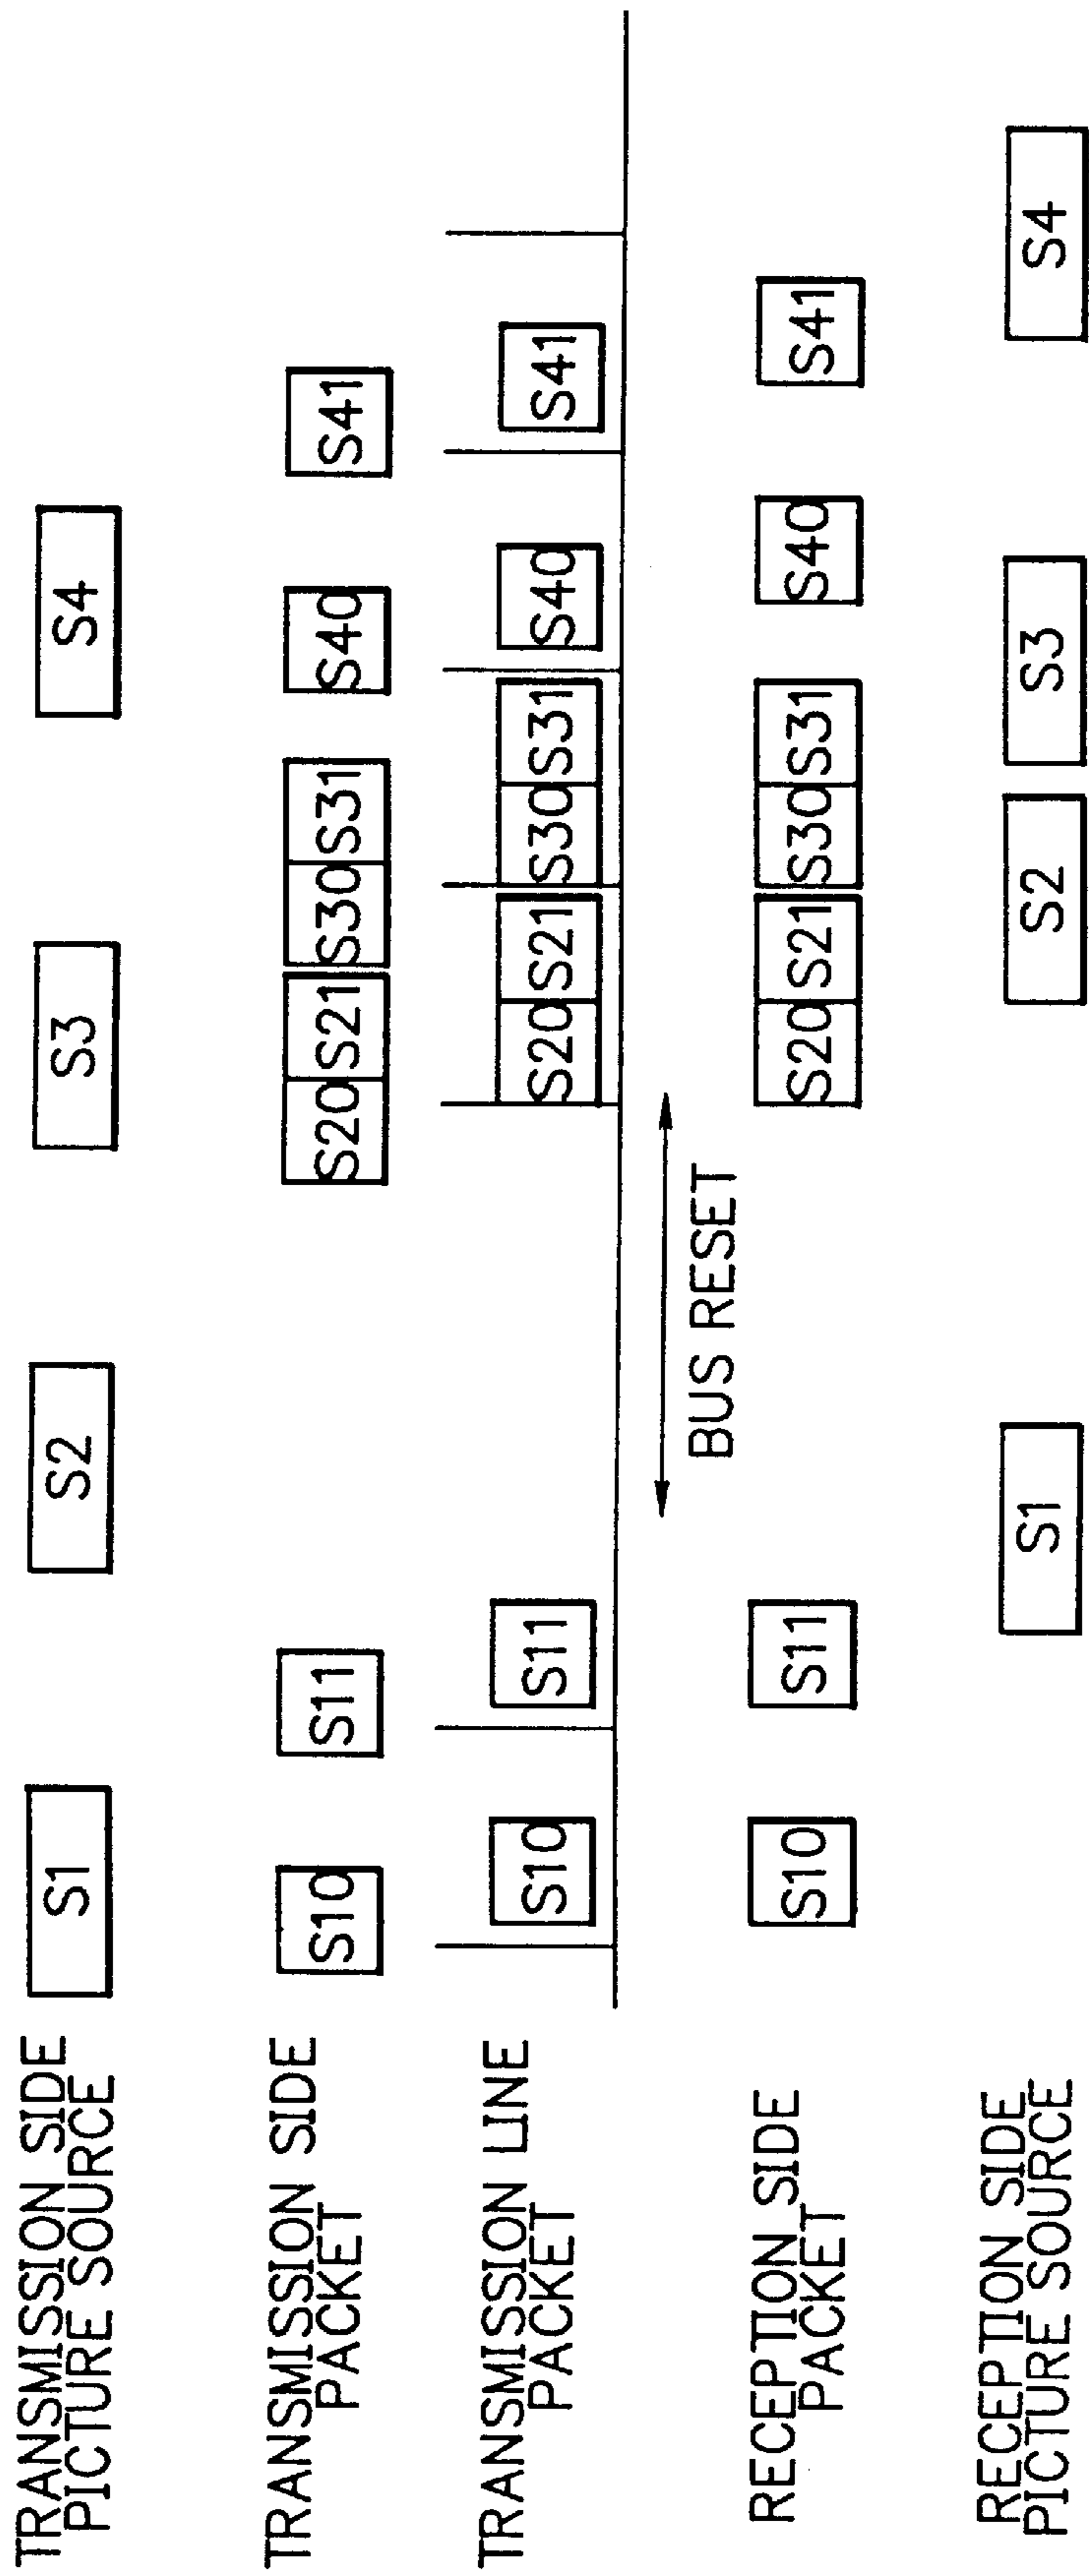 TRANSMISSION SIDE
PICTURE SOURCE
S1
S2
S3
S4
TRANSMISSION SIDE
PACKET
S10
S11
S20
S21
S30
S31
S40
S41
TRANSMISSION LINE
PACKET
S10
S11
S20
S21
S30
S31
S40
S41
BUS RESET
RECEPTION SIDE
PACKET
S10
S11
S20
S21
S30
S31
S40
S41
RECEPTION SIDE
PICTURE SOURCE
S1
S2
S3
S4